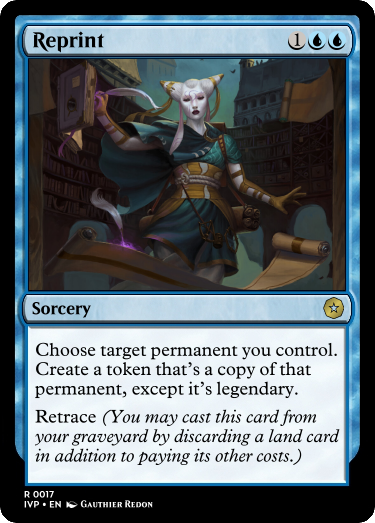 Reprint 1UU
Sorcery
Choose target permanent you control.
Create a token that's a copy of that
permanent, except it's legendary.
Retrace (You may cast this card from
your graveyard by discarding a land card
in addition to paying its other costs.)
R 0017
IVP • EN Gauthier Redon